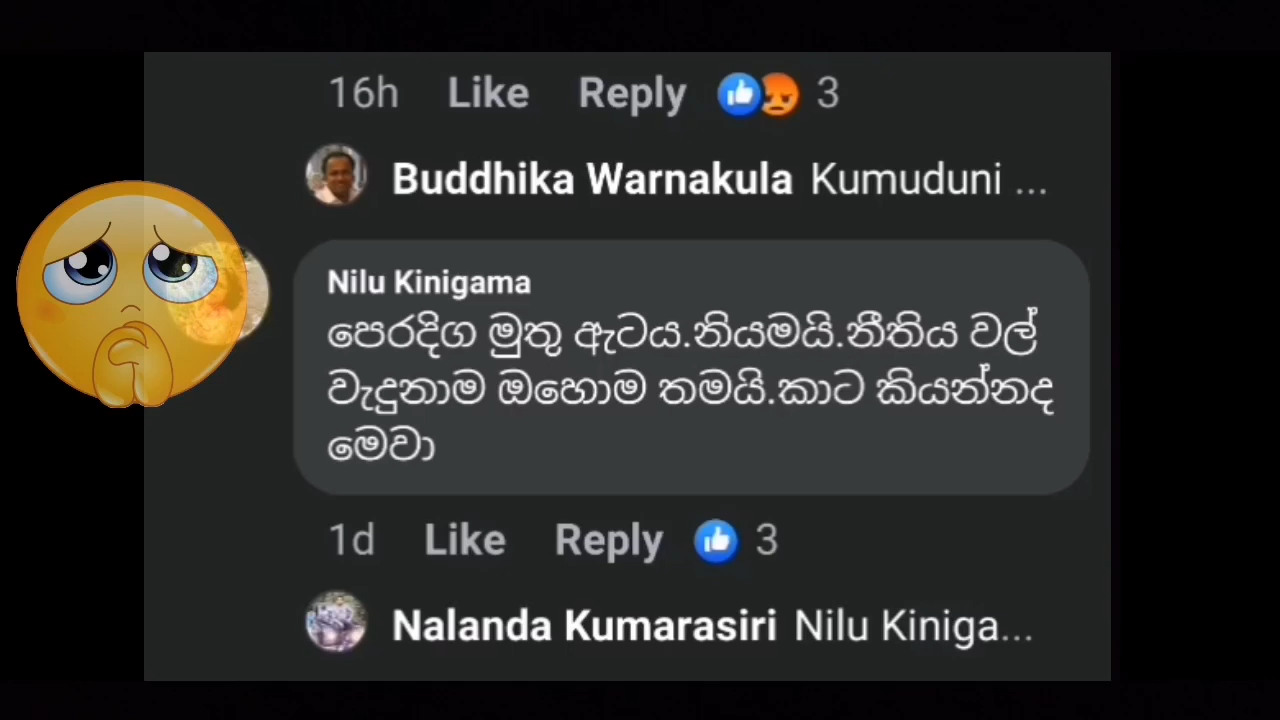 16h Like Reply 3
Buddhika Warnakula Kumuduni ...
Nilu Kinigama
පෙරදිග මුතු ඇටය.නියමයි.නීතිය වල්
වැදුනාම ඔහොම තමයි.කාට කියන්නද
මෙවා
1d Like Reply 3
Nalanda Kumarasiri Nilu Kiniga...